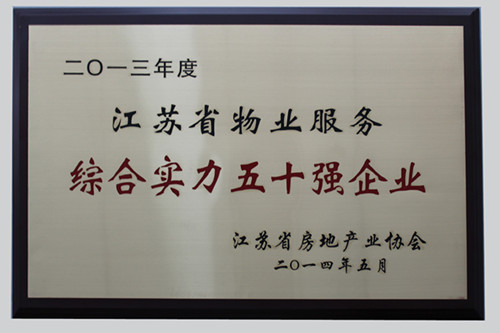 二〇一三年度
江苏省物业服务
综合实力五十强企业
江苏省房地产业协会
二〇一四年五月